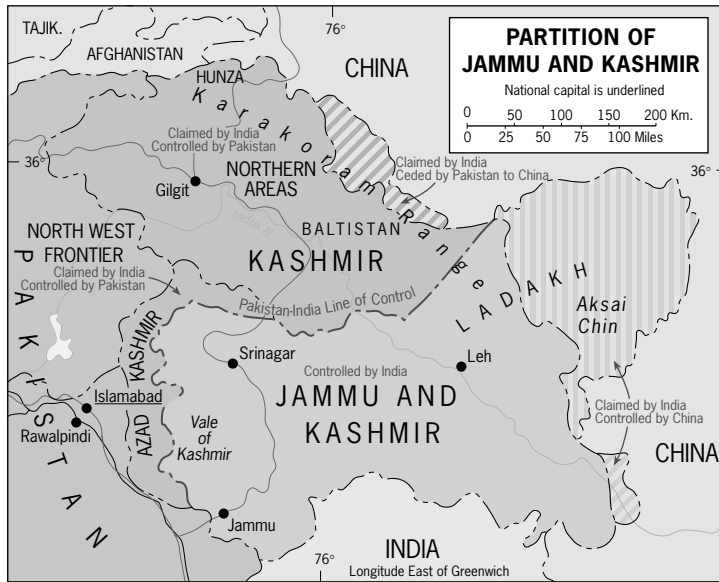 TAJIK.
76°
AFGHANISTAN
CHINA
PARTITION OF
JAMMU AND KASHMIR
National capital is underlined
0 50 100 150 200 Km.
0 25 50 75 100 Miles
HUNZA
Karakoram Range
Claimed by India
Controlled by Pakistan
36°
NORTHERN
AREAS
Claimed by India
Ceded by Pakistan to China
36°
Gilgit
Indus R.
NORTH WEST
FRONTIER
BALTISTAN
KASHMIR
Claimed by India
Controlled by Pakistan
Pakistan-India Line of Control
LADAKH
Aksai
Chin
PAKISTAN
AZAD KASHMIR
Srinagar
Controlled by India
Leh
JAMMU AND
KASHMIR
Islamabad
Rawalpindi
Vale
of
Kashmir
Claimed by India
Controlled by China
CHINA
Jammu
INDIA
76°
Longitude East of Greenwich